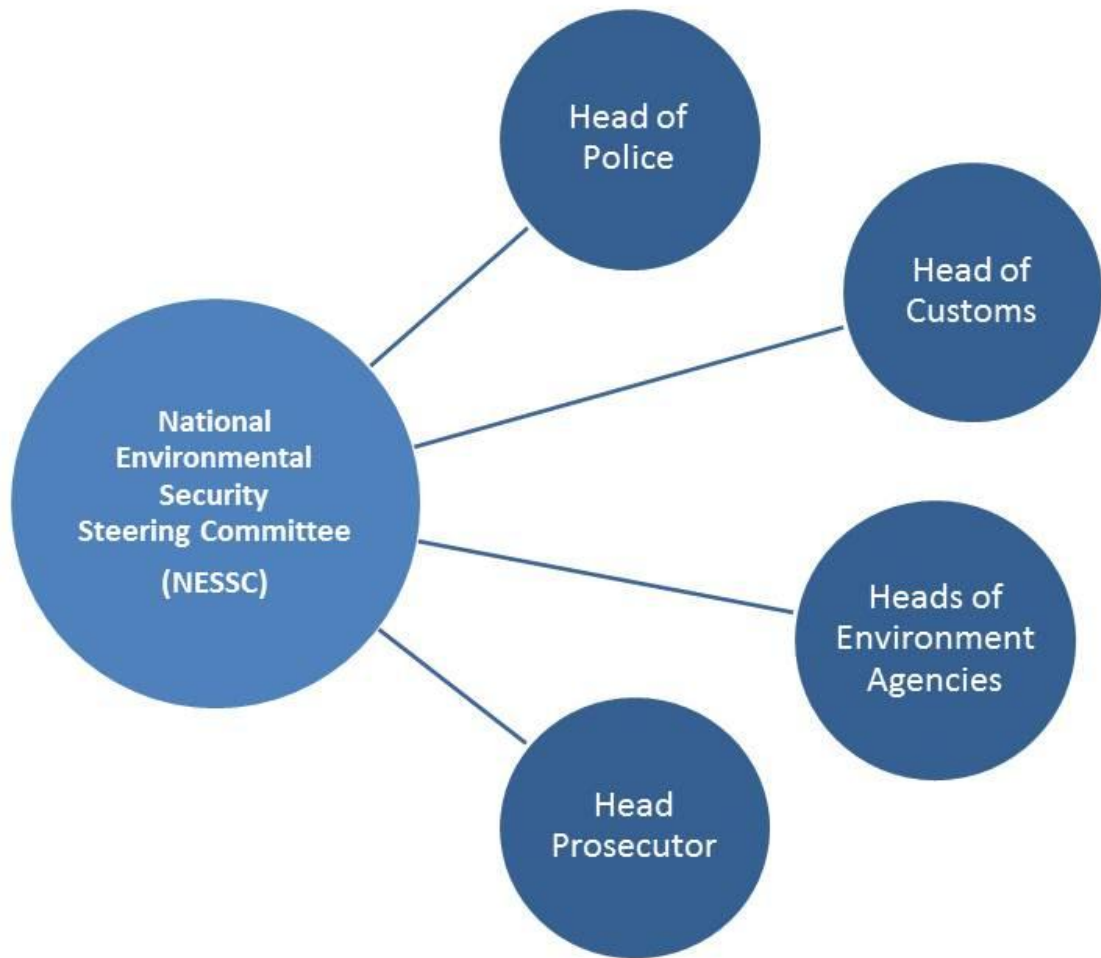 Head of
Police
Head of
Customs
National
Environmental
Security
Steering Committee
(NESSC)
Heads of
Environment
Agencies
Head
Prosecutor